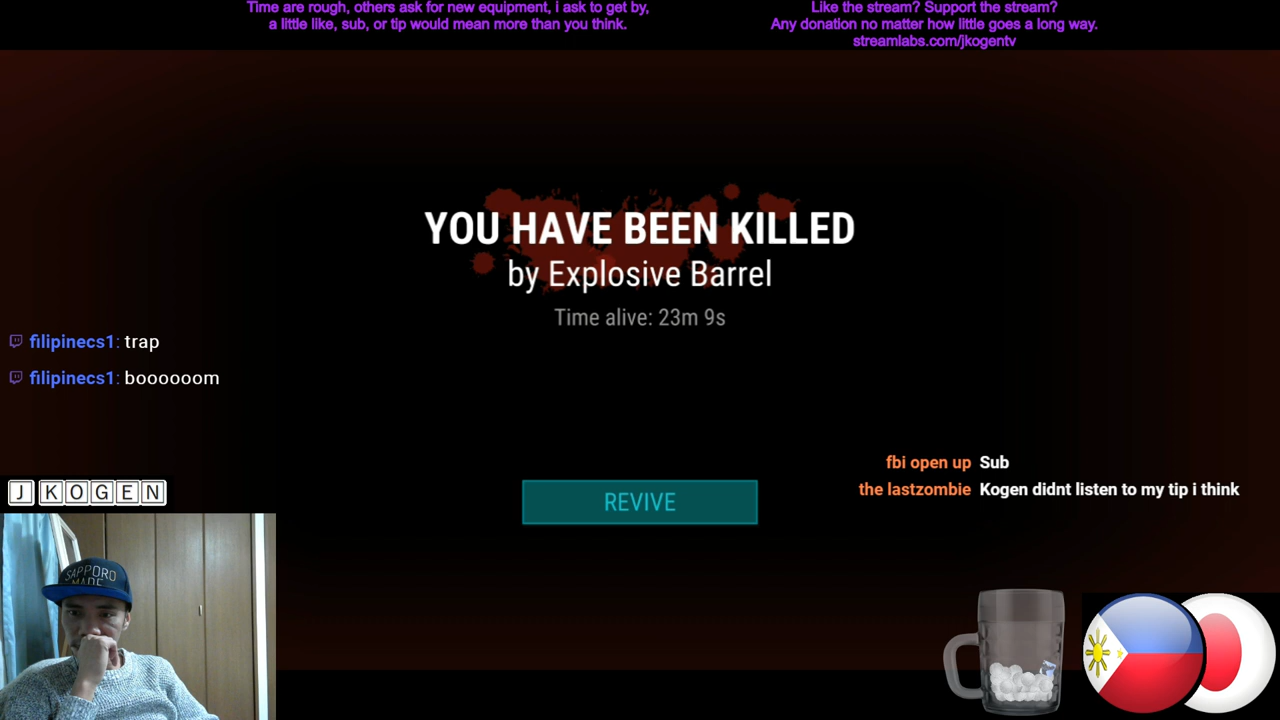 Time are rough, others ask for new equipment, i ask to get by,
a little like, sub, or tip would mean more than you think.
Like the stream? Support the stream?
Any donation no matter how little goes a long way.
streamlabs.com/jkogentv
YOU HAVE BEEN KILLED
by Explosive Barrel
Time alive: 23m 9s
filipinecs1: trap
filipinecs1: boooooom
fbi open up Sub
the lastzombie Kogen didnt listen to my tip i think
J KOGEN
REVIVE
SAPPORO
MADE